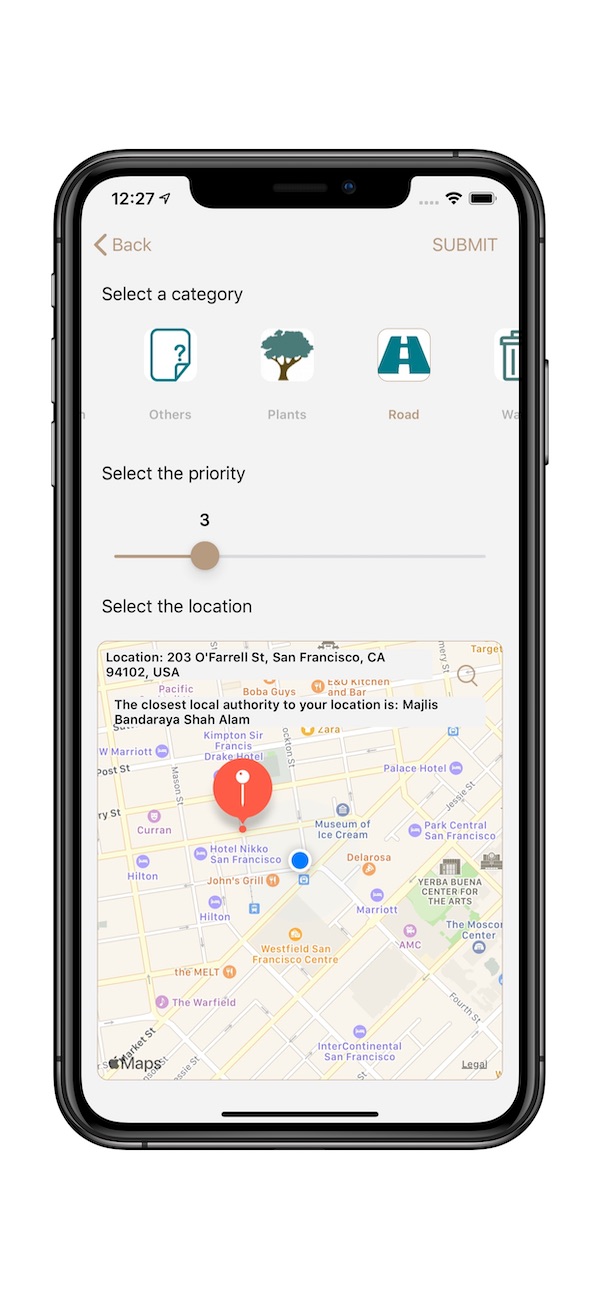 12:27
Back
SUBMIT
Select a category
?
Others
Plants
Road
Wa
Select the priority
3
Select the location
Location: 203 O'Farrell St, San Francisco, CA
94102, USA
Target
Pacific
Boba Guys
E&O Kitchen
and Bar
The closest local authority to your location is: Majlis
Bandaraya Shah Alam
Zara
Kimpton Sir
Francis
Drake Hotel
ockton St
W Marriott
Post St
Mason St
Palace Hotel
Jessie St
ry St
Curran
Museum of
Ice Cream
Park Central
San Francisco
Hotel Nikko
San Francisco
Delarosa
Hilton
John's Grill
YERBA BUENA
CENTER FOR
THE ARTS
Marriott
Hilton
The Moscon
Center
AMC
Westfield San
Francisco Centre
the MELT
The Warfield
Fourth St
Market St
InterContinental
San Francisco
Maps
Legal